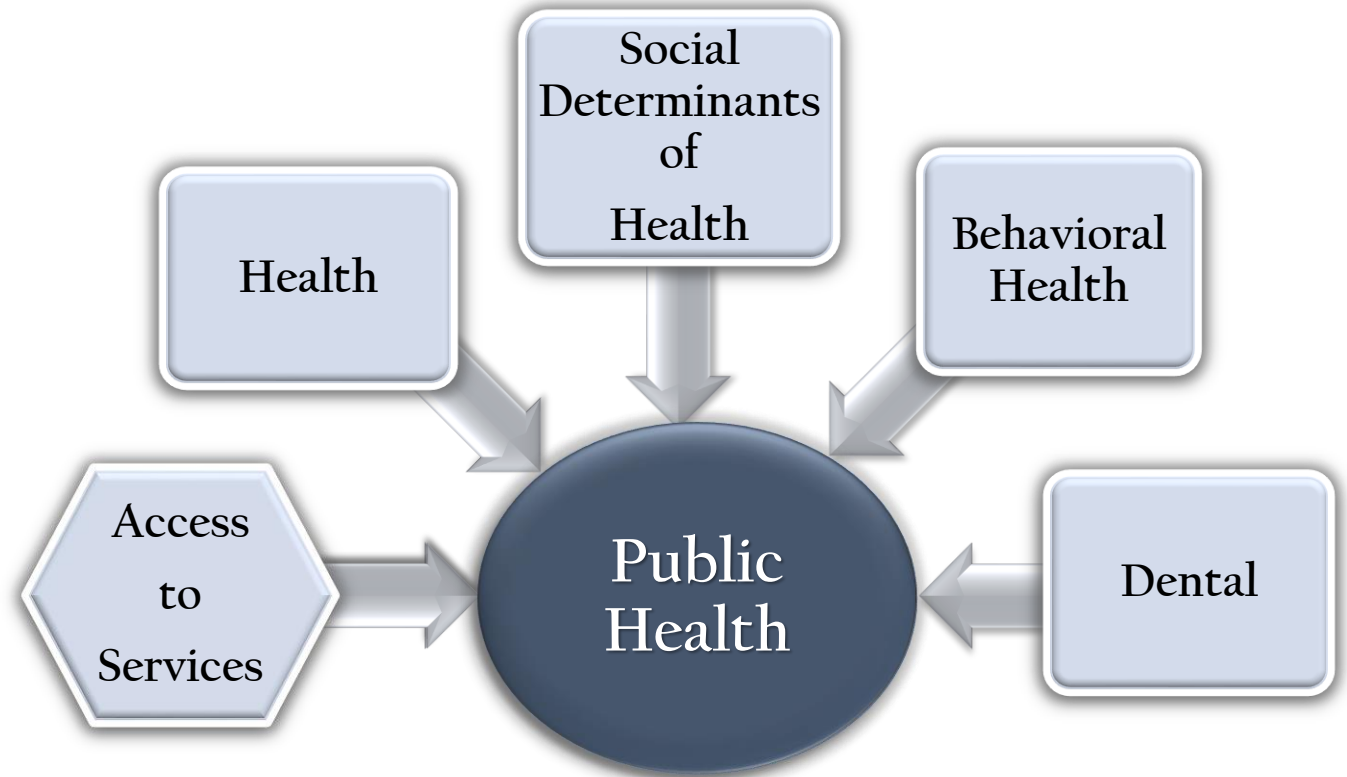 Social
Determinants
of
Health
Health
Behavioral
Health
Access
to
Services
Public
Health
Dental